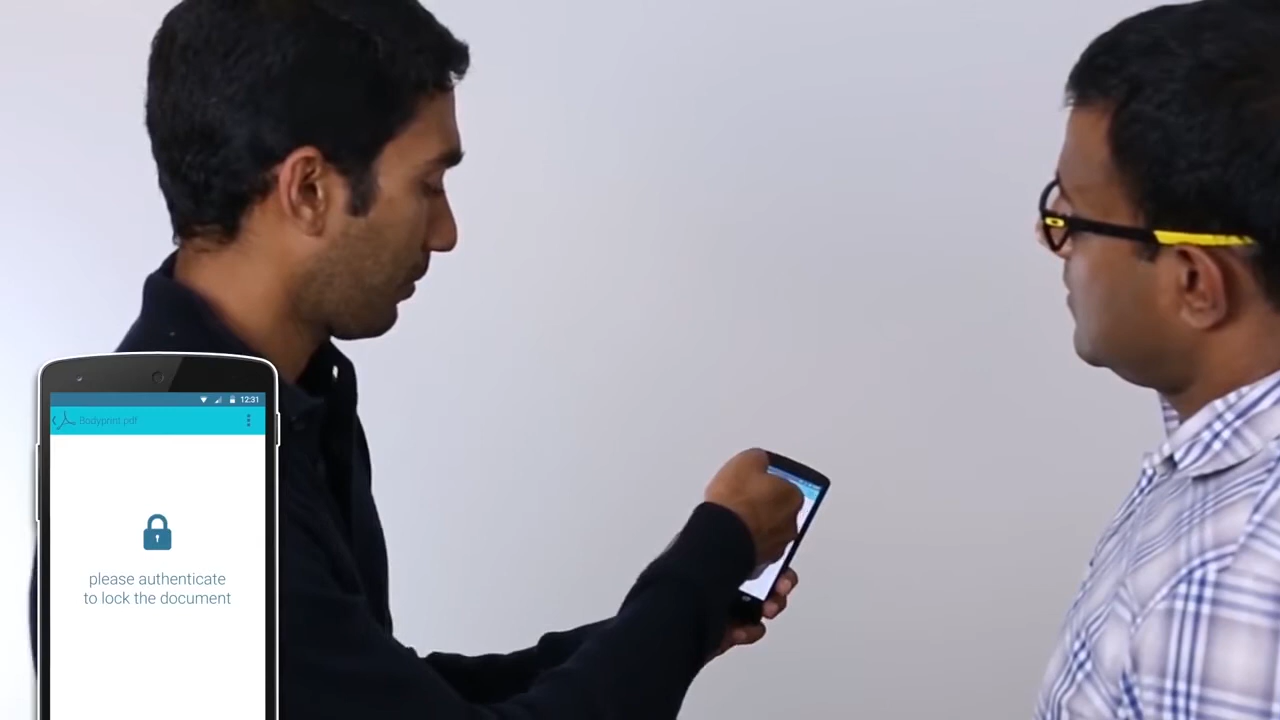 12:31
Bodyprint.pdf
please authenticate
to lock the document